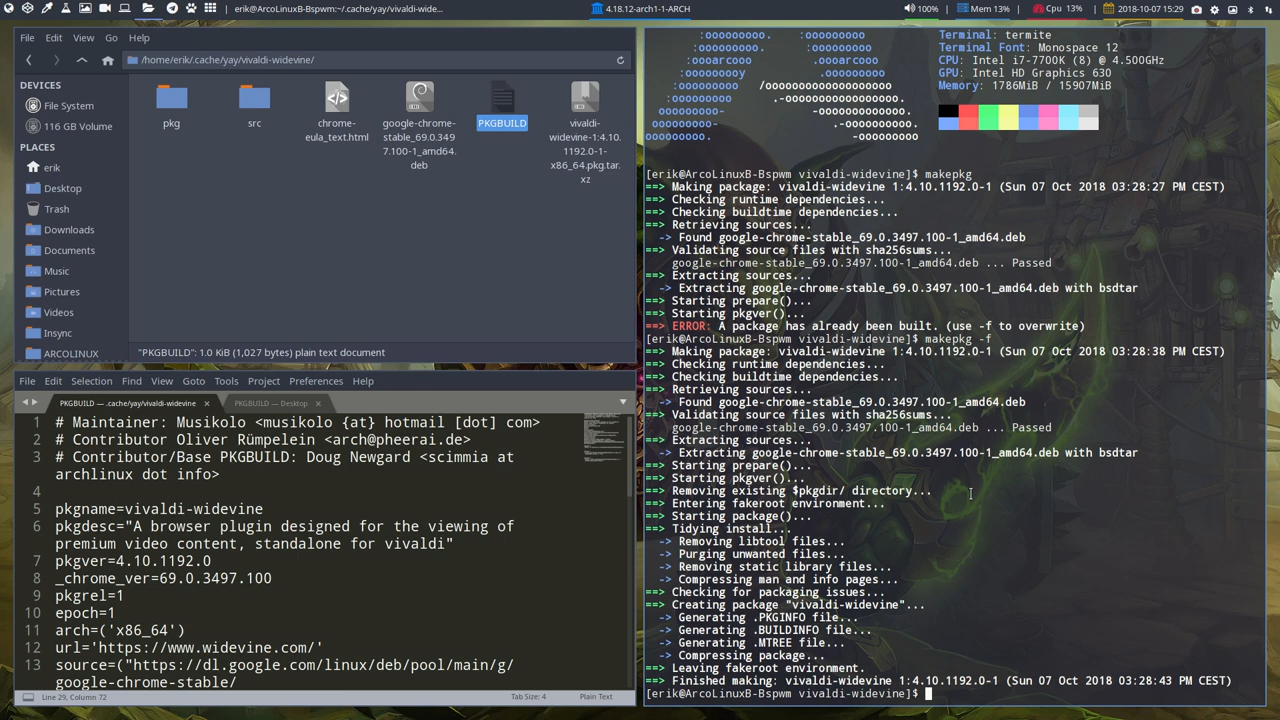 erik@ArcoLinuxB-Bspwm:~/.cache/yay/vivaldi-wide...
4.18.12-arch1-1-ARCH
100% | Mem 13% | Cpu 13% | 2018-10-07 15:29 |
File Edit View Go Help
/home/erik/.cache/yay/vivaldi-widevine/
DEVICES
File System
116 GB Volume
PLACES
erik
Desktop
Trash
Downloads
Documents
Music
Pictures
Videos
Insync
ARCOLINUX
pkg
src
chrome-
eula_text.html
google-chrome-
stable_69.0.349
7.100-1_amd64.
deb
PKGBUILD
vivaldi-
widevine-1:4.10.
1192.0-1-
x86_64.pkg.tar.
xz
"PKGBUILD": 1.0 KiB (1,027 bytes) plain text document
File Edit Selection Find View Goto Tools Project Preferences Help
PKGBUILD — .cache/yay/vivaldi-widevine × PKGBUILD — Desktop ×
1 # Maintainer: Musikolo <musikolo {at} hotmail [dot] com>
2 # Contributor Oliver Rümpelein <arch@pheerai.de>
3 # Contributor/Base PKGBUILD: Doug Newgard <scimmia at
archlinux dot info>
4
5 pkgname=vivaldi-widevine
6 pkgdesc="A browser plugin designed for the viewing of
premium video content, standalone for vivaldi"
7 pkgver=4.10.1192.0
8 _chrome_ver=69.0.3497.100
9 pkgrel=1
10 epoch=1
11 arch=('x86_64')
12 url='https://www.widevine.com/'
13 source=("https://dl.google.com/linux/deb/pool/main/g/
google-chrome-stable/
Line 29, Column 72 Tab Size: 4 Plain Text
:ooooooooo. :ooooooooo
:ooooooooo. :ooooooooo
:oooarcooo .oooarcooo
:ooooooooy .ooooooooo
:ooooooooo /ooooooooooooooooooo
:ooooooooo .-ooooooooooooooooo.
ooooooooo- -ooooooooooooo-.
ooooooooo- .-oooooooooo.
ooooooooo. -ooooooooo
Terminal: termite
Terminal Font: Monospace 12
CPU: Intel i7-7700K (8) @ 4.500GHz
GPU: Intel HD Graphics 630
Memory: 1786MiB / 15907MiB
[erik@ArcoLinuxB-Bspwm vivaldi-widevine]$ makepkg
==> Making package: vivaldi-widevine 1:4.10.1192.0-1 (Sun 07 Oct 2018 03:28:27 PM CEST)
==> Checking runtime dependencies...
==> Checking buildtime dependencies...
==> Retrieving sources...
-> Found google-chrome-stable_69.0.3497.100-1_amd64.deb
==> Validating source files with sha256sums...
google-chrome-stable_69.0.3497.100-1_amd64.deb ... Passed
==> Extracting sources...
-> Extracting google-chrome-stable_69.0.3497.100-1_amd64.deb with bsdtar
==> Starting prepare()...
==> Starting pkgver()...
==> ERROR: A package has already been built. (use -f to overwrite)
[erik@ArcoLinuxB-Bspwm vivaldi-widevine]$ makepkg -f
==> Making package: vivaldi-widevine 1:4.10.1192.0-1 (Sun 07 Oct 2018 03:28:38 PM CEST)
==> Checking runtime dependencies...
==> Checking buildtime dependencies...
==> Retrieving sources...
-> Found google-chrome-stable_69.0.3497.100-1_amd64.deb
==> Validating source files with sha256sums...
google-chrome-stable_69.0.3497.100-1_amd64.deb ... Passed
==> Extracting sources...
-> Extracting google-chrome-stable_69.0.3497.100-1_amd64.deb with bsdtar
==> Starting prepare()...
==> Starting pkgver()...
==> Removing existing $pkgdir/ directory...
==> Entering fakeroot environment...
==> Starting package()...
==> Tidying install...
-> Removing libtool files...
-> Purging unwanted files...
-> Removing static library files...
-> Compressing man and info pages...
==> Checking for packaging issues...
==> Creating package "vivaldi-widevine"...
-> Generating .PKGINFO file...
-> Generating .BUILDINFO file...
-> Generating .MTREE file...
-> Compressing package...
==> Leaving fakeroot environment.
==> Finished making: vivaldi-widevine 1:4.10.1192.0-1 (Sun 07 Oct 2018 03:28:43 PM CEST)
[erik@ArcoLinuxB-Bspwm vivaldi-widevine]$